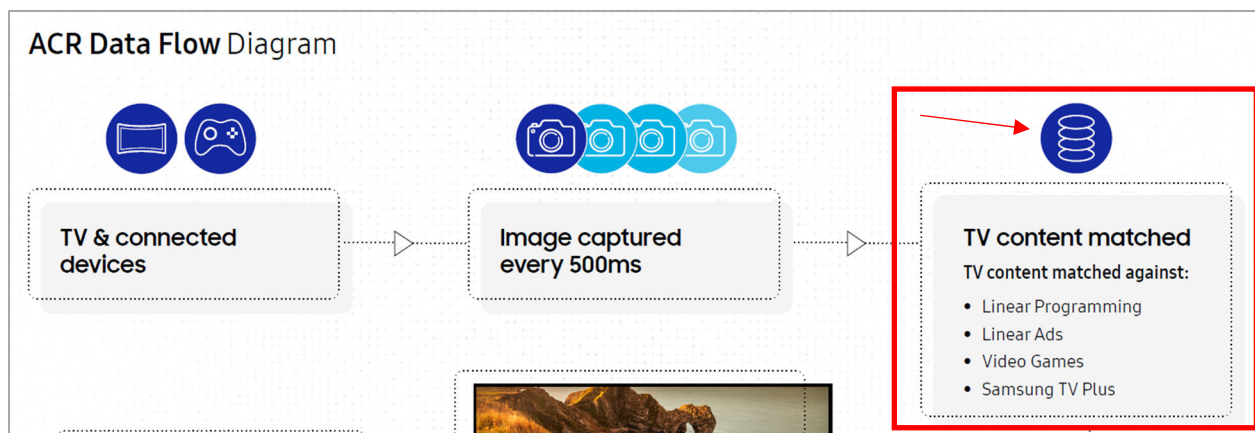 ACR Data Flow Diagram
TV & connected
devices
Image captured
every 500ms
TV content matched
TV content matched against:
• Linear Programming
• Linear Ads
• Video Games
• Samsung TV Plus